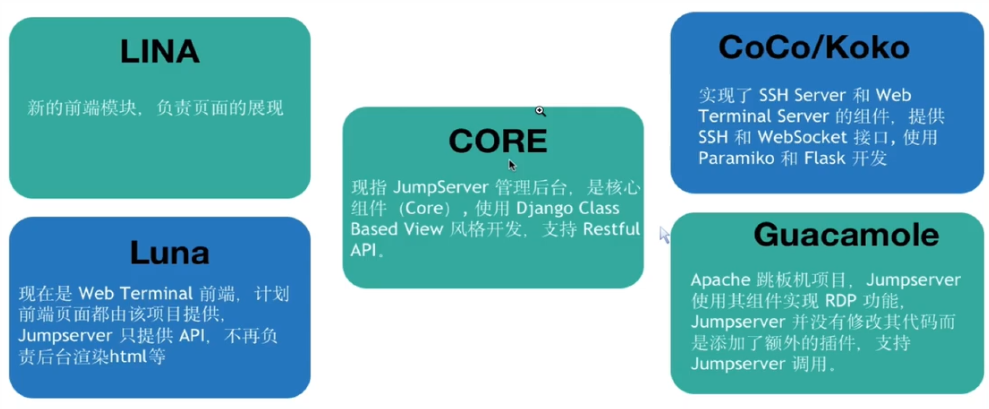 LINA
新的前端模块，负责页面的展现
Luna
现在是 Web Terminal 前端，计划
前端页面都由该项目提供，
Jumpserver 只提供 API，不再负
责后台渲染html等
CORE
现指 JumpServer 管理后台，是核心
组件（Core）, 使用 Django Class
Based View 风格开发，支持 Restful
API。
CoCo/Koko
实现了 SSH Server 和 Web
Terminal Server 的组件，提供
SSH 和 WebSocket 接口, 使用
Paramiko 和 Flask 开发
Guacamole
Apache 跳板机项目，Jumpserver
使用其组件实现 RDP 功能，
Jumpserver 并没有修改其代码而
是添加了额外的插件，支持
Jumpserver 调用。